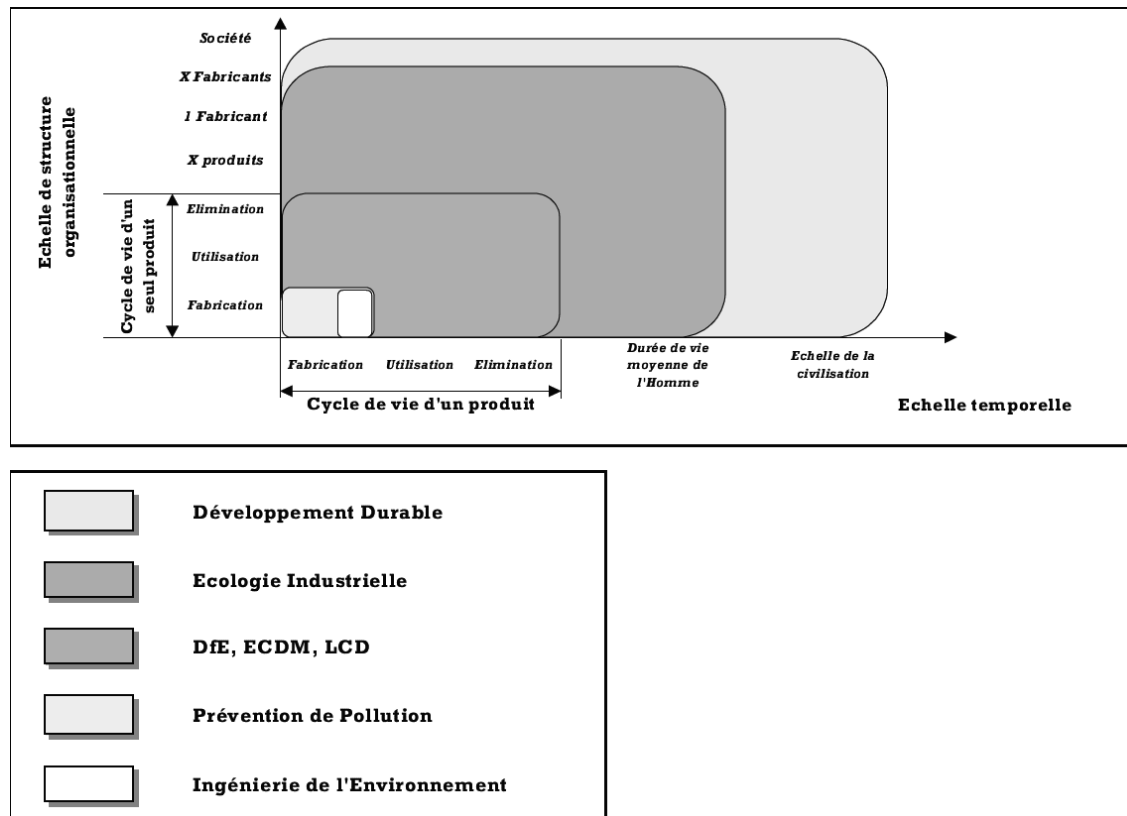 Société
X Fabricants
1 Fabricant
X produits
Elimination
Utilisation
Fabrication
Echelle de structure
organisationnelle
Cycle de vie d'un
seul produit
Fabrication
Utilisation
Elimination
Durée de vie
moyenne de
l'Homme
Echelle de la
civilisation
Cycle de vie d'un produit
Echelle temporelle
Développement Durable
Ecologie Industrielle
DfE, ECDM, LCD
Prévention de Pollution
Ingénierie de l'Environnement